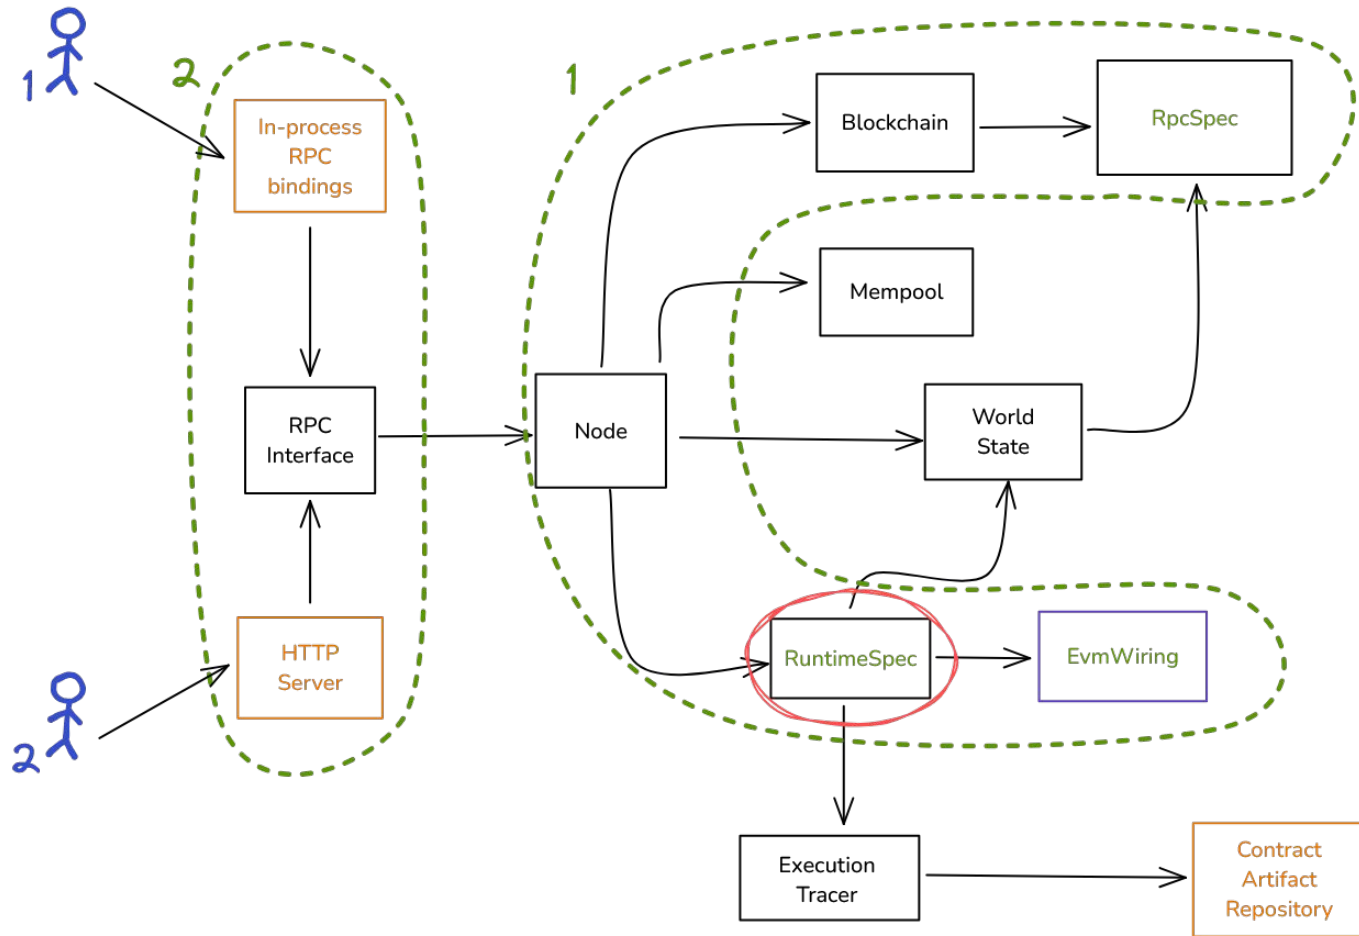 1
2
In-process
RPC
bindings
RPC
Interface
HTTP
Server
2
1
Blockchain
RpcSpec
Mempool
Node
World
State
RuntimeSpec
EvmWiring
Execution
Tracer
Contract
Artifact
Repository